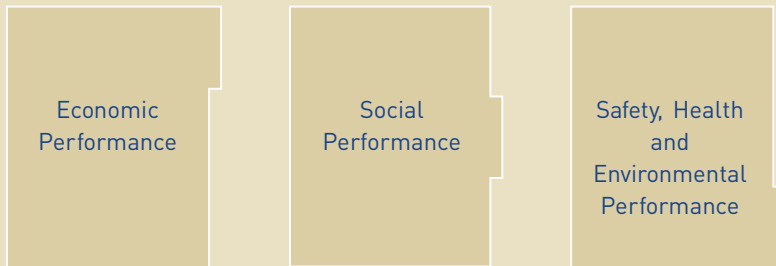 Economic
Performance
Social
Performance
Safety, Health
and
Environmental
Performance